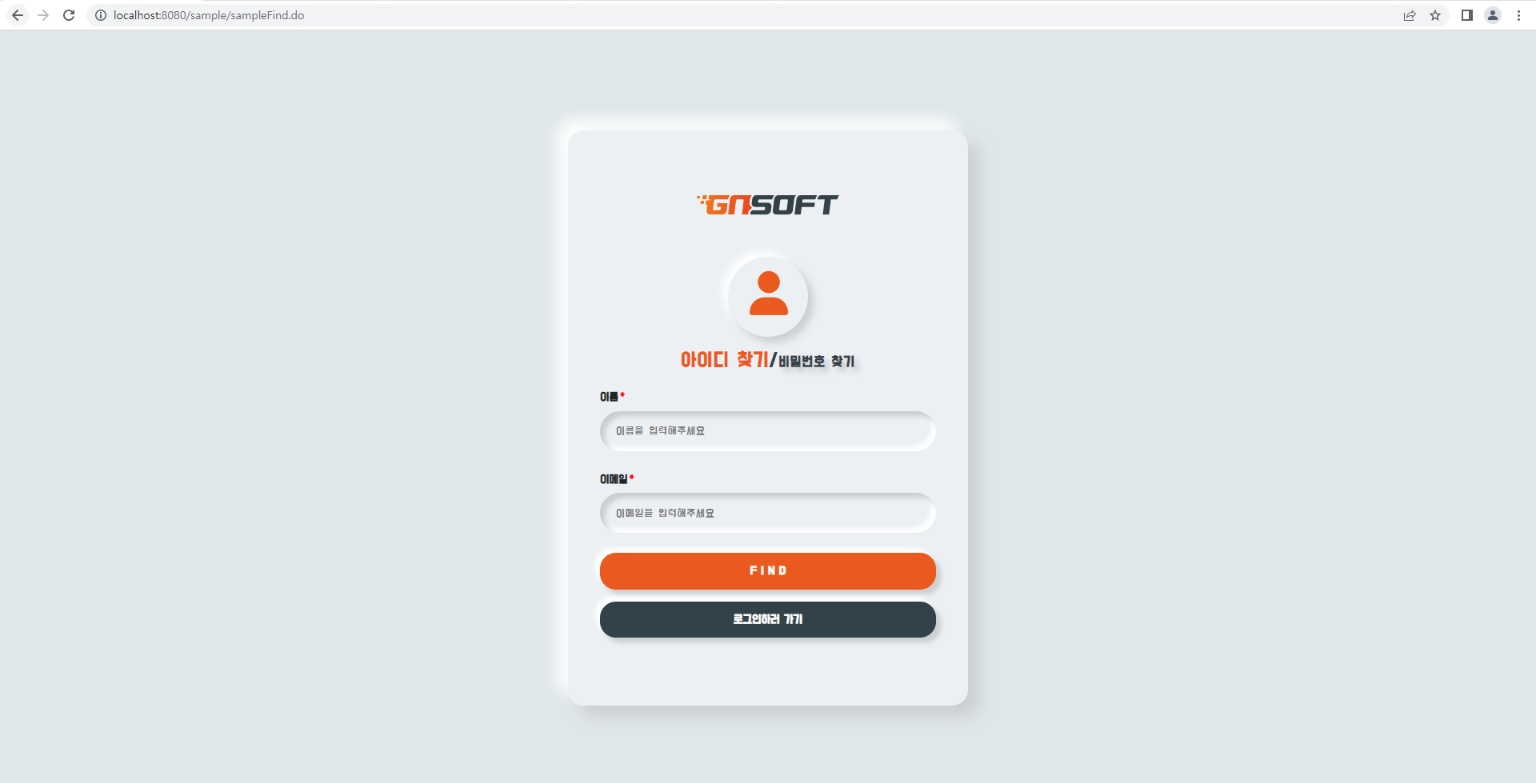 localhost:8080/sample/sampleFind.do
GNSOFT
아이디 찾기/비밀번호 찾기
이름 *
이름을 입력해주세요
이메일 *
이메일을 입력해주세요
FIND
로그인하러 가기